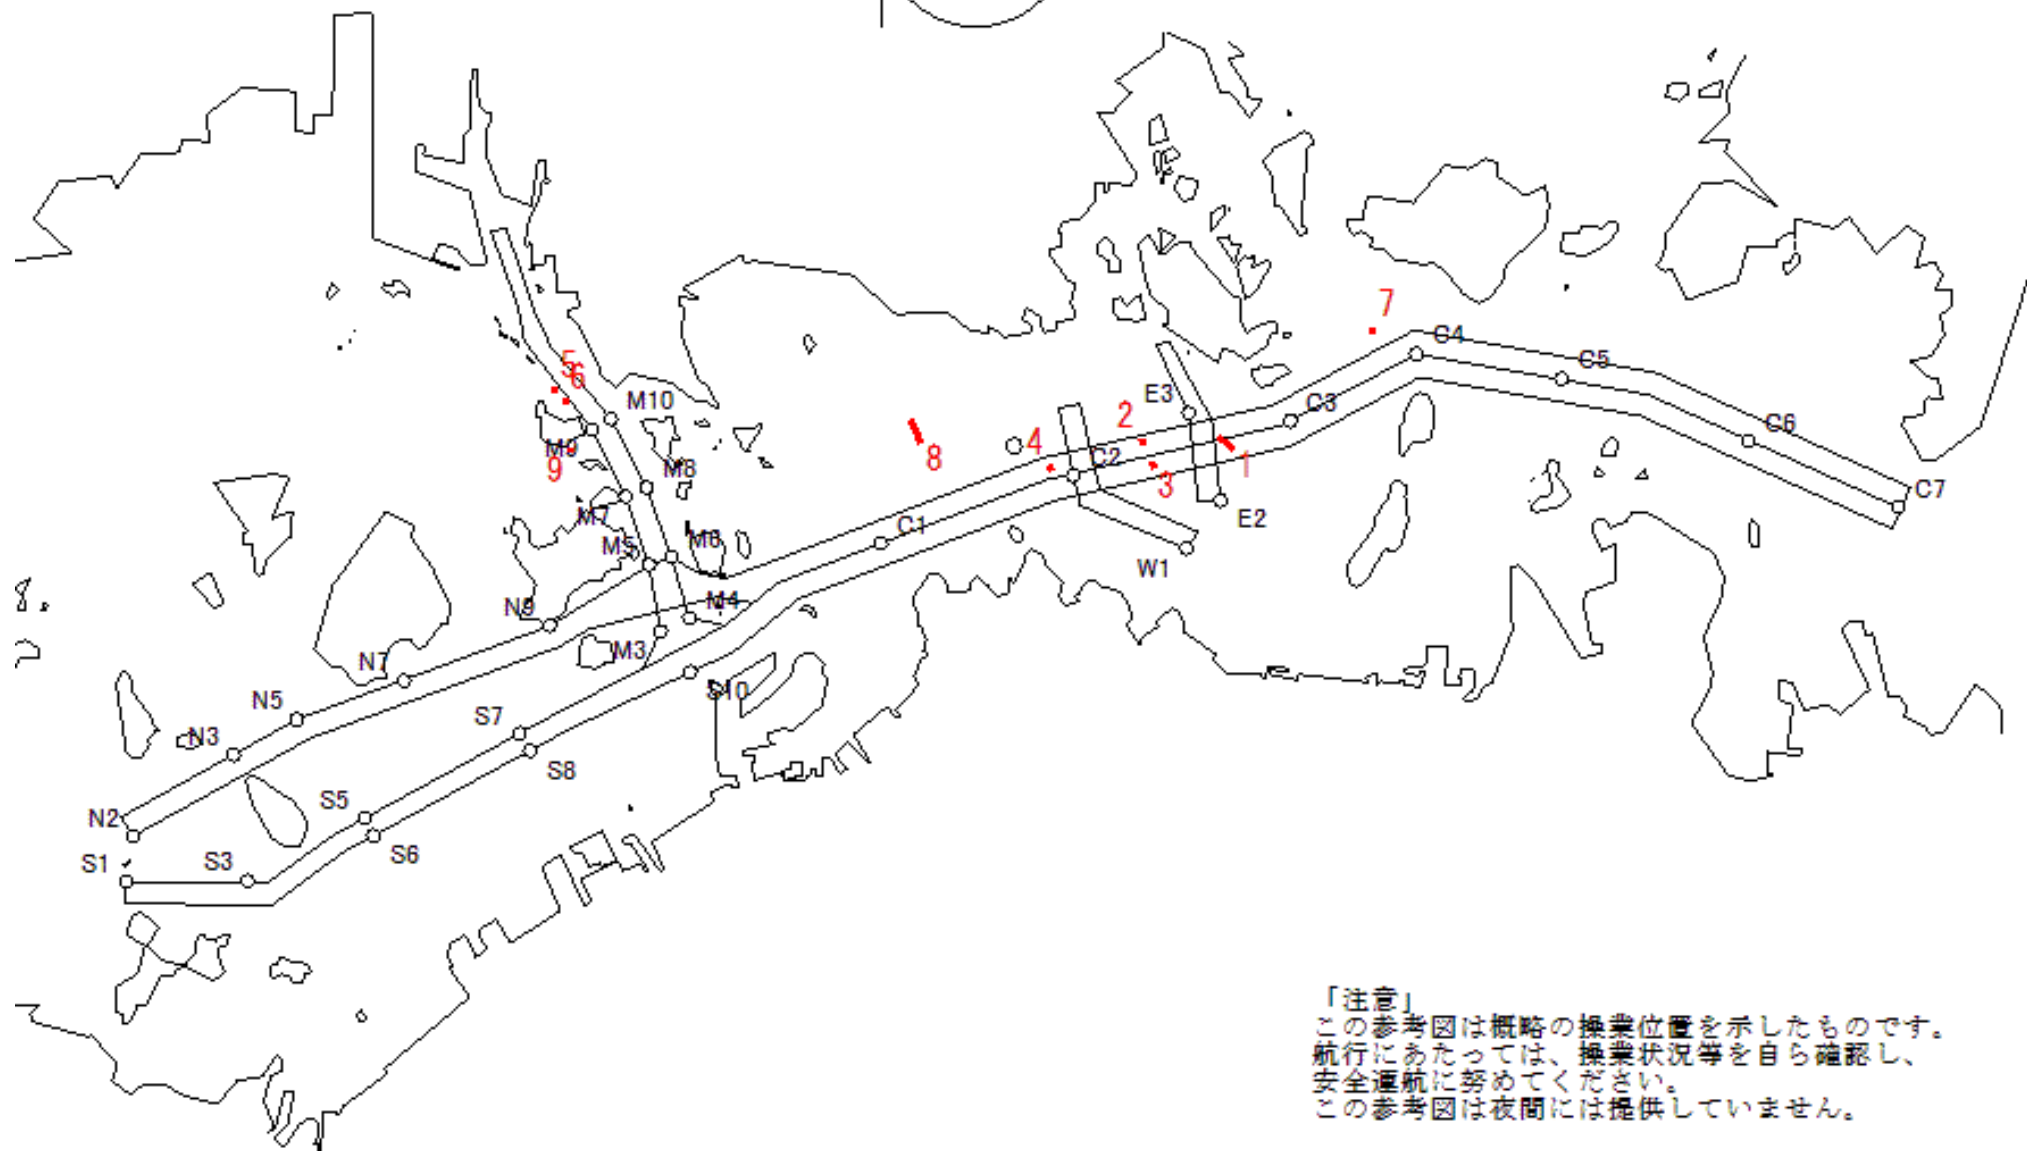 7
C4
5
C5
6
E3
M10
2
C3
C6
4
8
M9
9
M8
C2
1
3
C7
E2
C1
M7
M5
M6
W1
N9
M4
M3
N7
S10
N5
S7
N3
S8
S5
N2
S6
S1
S3
「注意」
この参考図は概略の操業位置を示したものです。
航行にあたっては、操業状況等を自ら確認し、
安全運航に努めてください。
この参考図は夜間には提供していません。